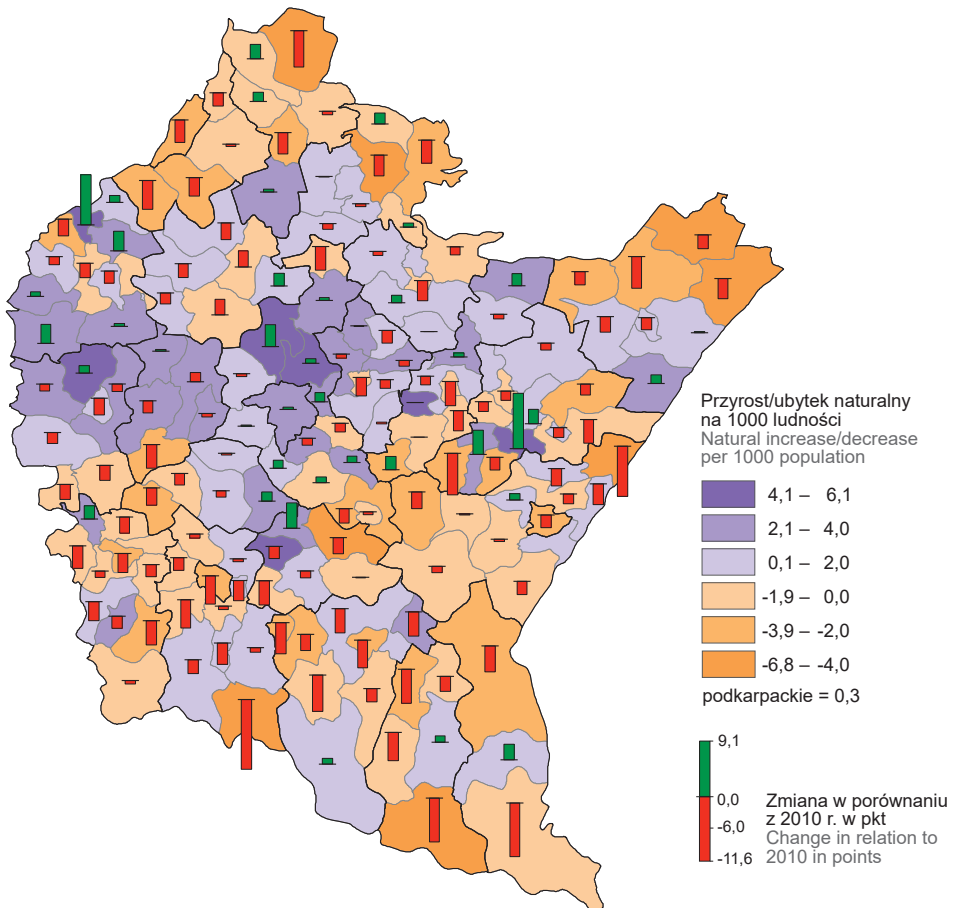 Przyrost/ubytek naturalny
na 1000 ludności
Natural increase/decrease
per 1000 population
4,1 – 6,1
2,1 – 4,0
0,1 – 2,0
-1,9 – 0,0
-3,9 – -2,0
-6,8 – -4,0
podkarpackie = 0,3
9,1
0,0
-6,0
-11,6
Zmiana w porównaniu
z 2010 r. w pkt
Change in relation to
2010 in points